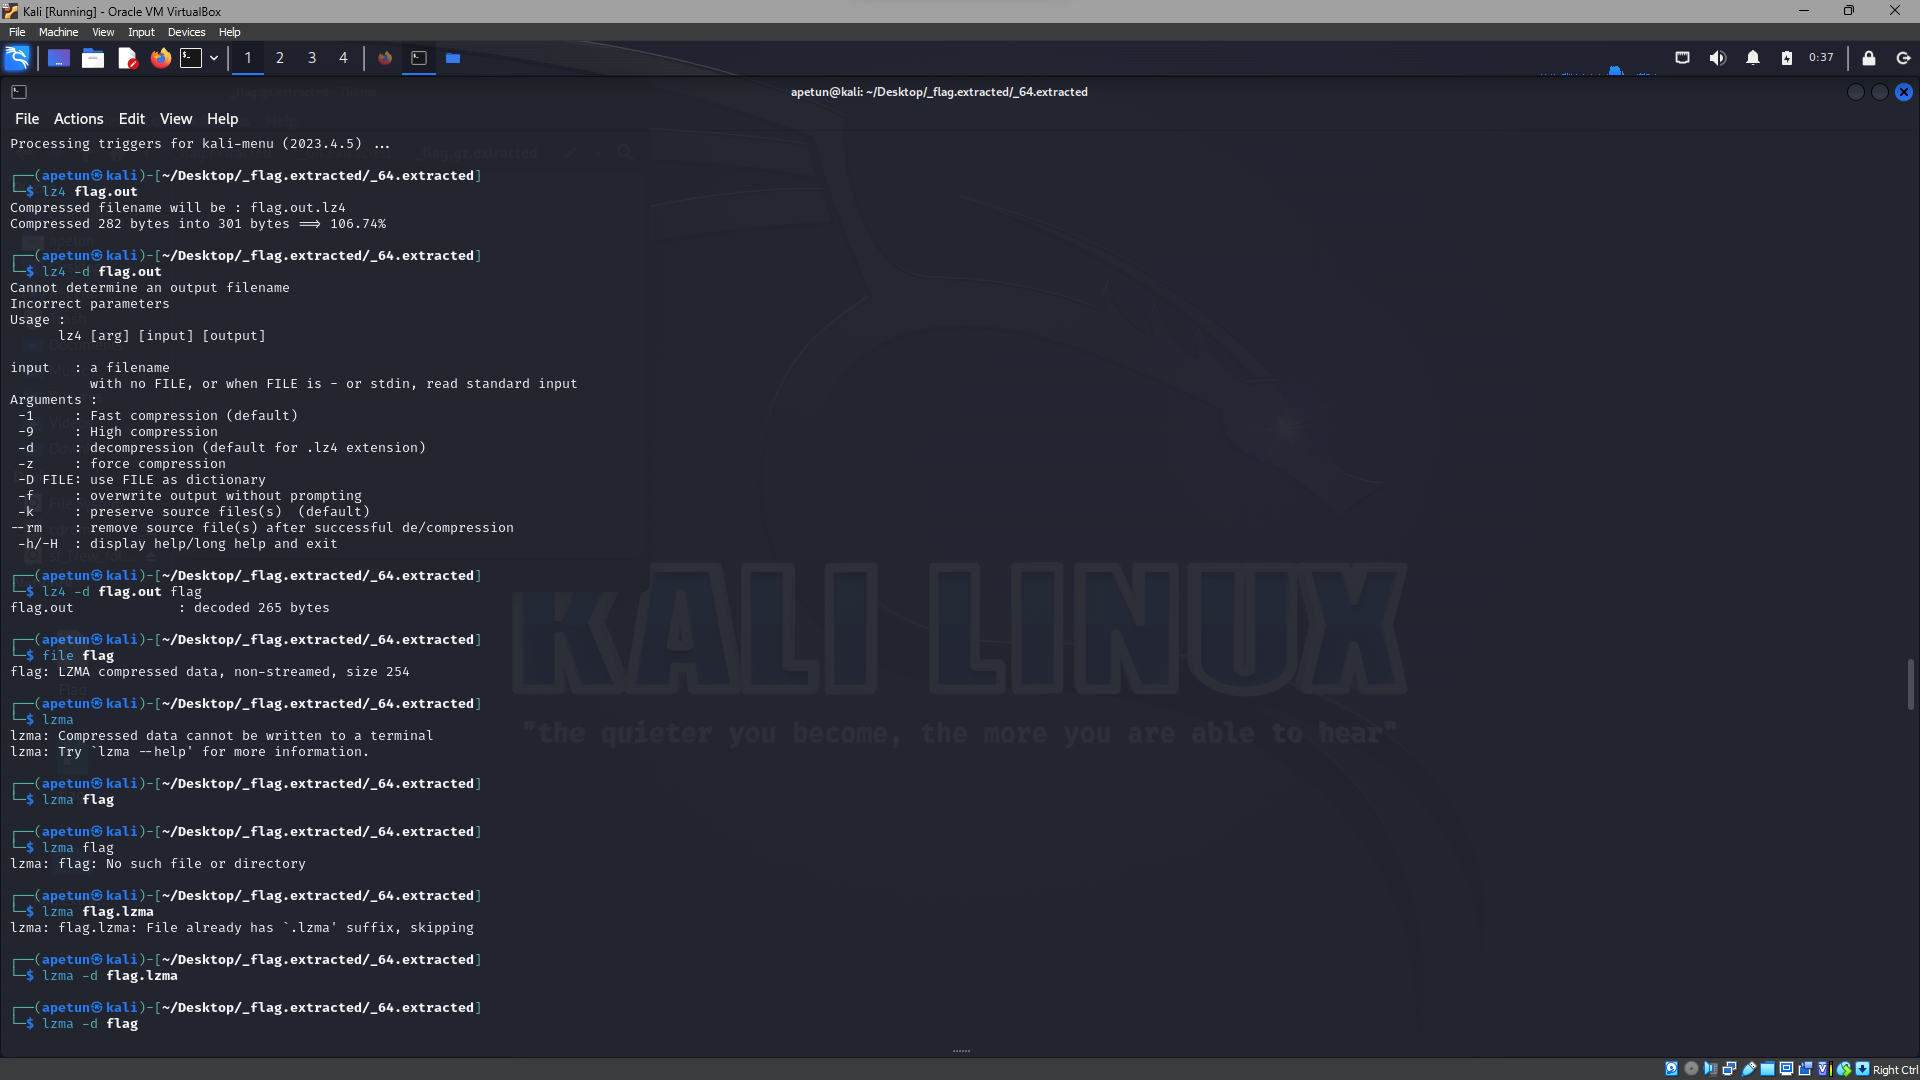 Kali [Running] - Oracle VM VirtualBox
File Machine View Input Devices Help
1 2 3 4
0:37
apetun@kali: ~/Desktop/_flag.extracted/_64.extracted
File Actions Edit View Help
Processing triggers for kali-menu (2023.4.5) ...
┌──(apetun㉿kali)-[~/Desktop/_flag.extracted/_64.extracted]
└─$ lz4 flag.out
Compressed filename will be : flag.out.lz4
Compressed 282 bytes into 301 bytes ==> 106.74%
┌──(apetun㉿kali)-[~/Desktop/_flag.extracted/_64.extracted]
└─$ lz4 -d flag.out
Cannot determine an output filename
Incorrect parameters
Usage :
lz4 [arg] [input] [output]
input : a filename
with no FILE, or when FILE is - or stdin, read standard input
Arguments :
-1 : Fast compression (default)
-9 : High compression
-d : decompression (default for .lz4 extension)
-z : force compression
-D FILE: use FILE as dictionary
-f : overwrite output without prompting
-k : preserve source files(s) (default)
--rm : remove source file(s) after successful de/compression
-h/-H : display help/long help and exit
┌──(apetun㉿kali)-[~/Desktop/_flag.extracted/_64.extracted]
└─$ lz4 -d flag.out flag
flag.out : decoded 265 bytes
┌──(apetun㉿kali)-[~/Desktop/_flag.extracted/_64.extracted]
└─$ file flag
flag: LZMA compressed data, non-streamed, size 254
┌──(apetun㉿kali)-[~/Desktop/_flag.extracted/_64.extracted]
└─$ lzma
lzma: Compressed data cannot be written to a terminal
lzma: Try `lzma --help' for more information.
┌──(apetun㉿kali)-[~/Desktop/_flag.extracted/_64.extracted]
└─$ lzma flag
┌──(apetun㉿kali)-[~/Desktop/_flag.extracted/_64.extracted]
└─$ lzma flag
lzma: flag: No such file or directory
┌──(apetun㉿kali)-[~/Desktop/_flag.extracted/_64.extracted]
└─$ lzma flag.lzma
lzma: flag.lzma: File already has `.lzma' suffix, skipping
┌──(apetun㉿kali)-[~/Desktop/_flag.extracted/_64.extracted]
└─$ lzma -d flag.lzma
┌──(apetun㉿kali)-[~/Desktop/_flag.extracted/_64.extracted]
└─$ lzma -d flag
KALI LINUX
"the quieter you become, the more you are able to hear"
Right Ctrl